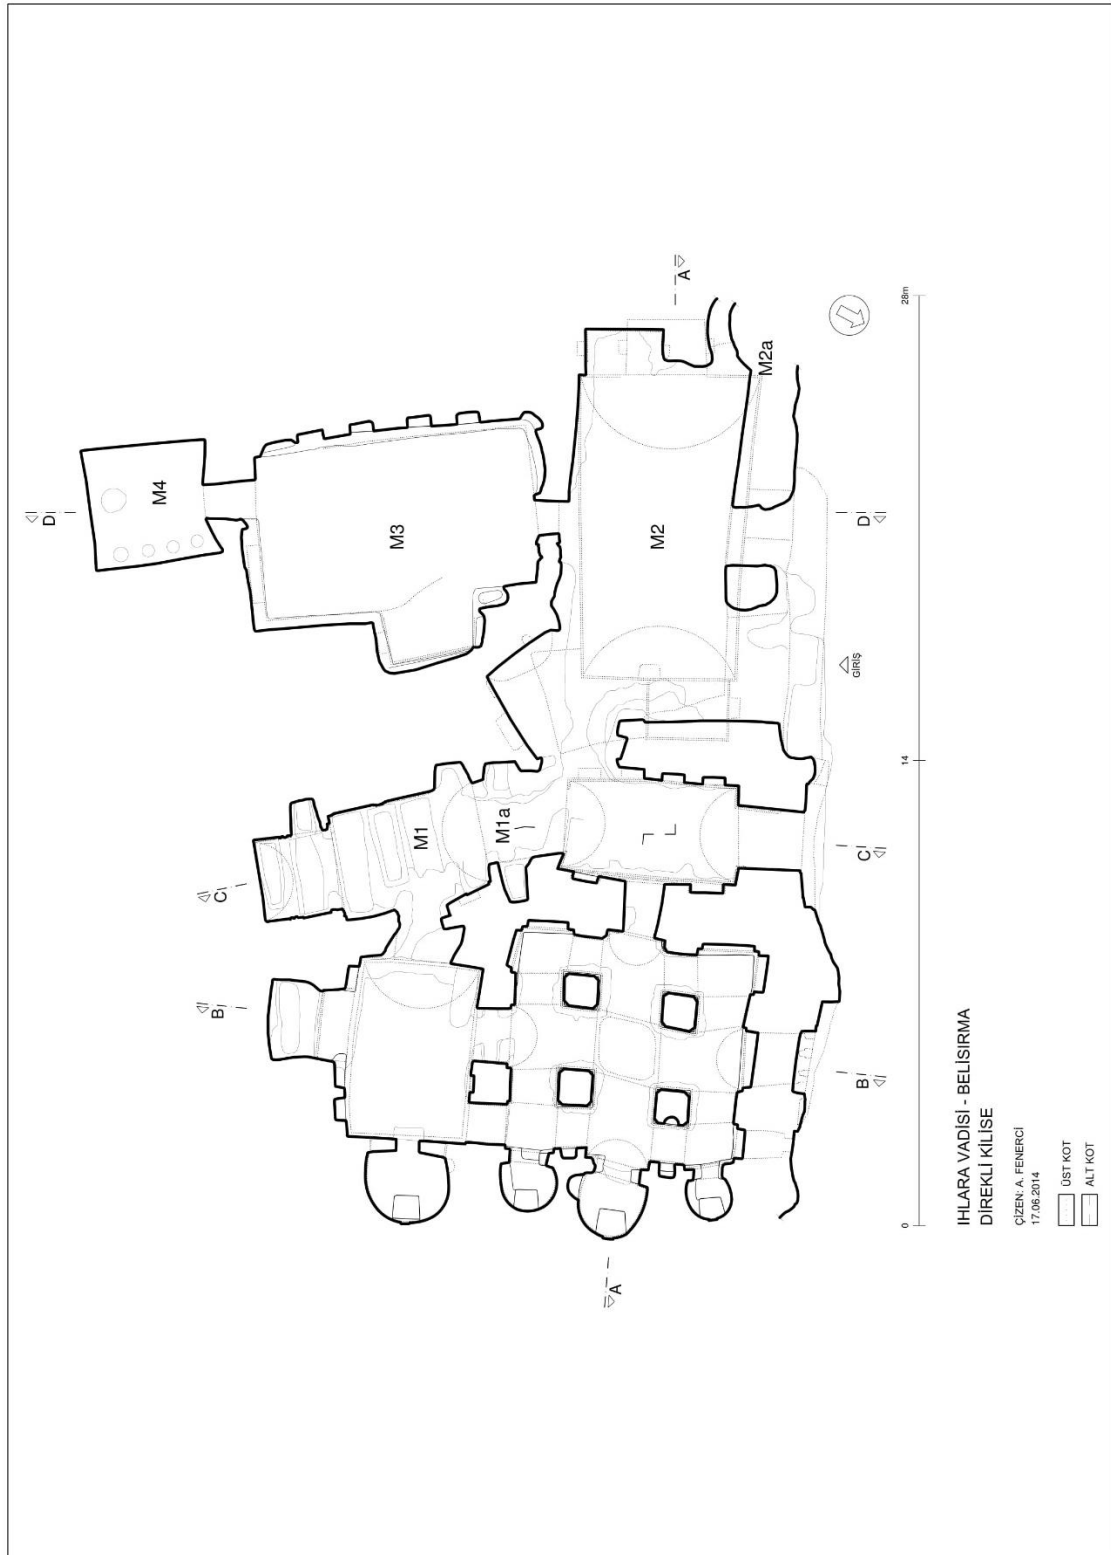 D
M4
B
C
M3
M1
M1a
A
M2
A
M2a
GİRİŞ
B
C
D
0 14 28m
IHLARA VADİSİ - BELİSIRMA
DİREKLİ KİLİSE
ÇİZEN: A. FENERCİ
17.06.2014
ÜST KOT
ALT KOT